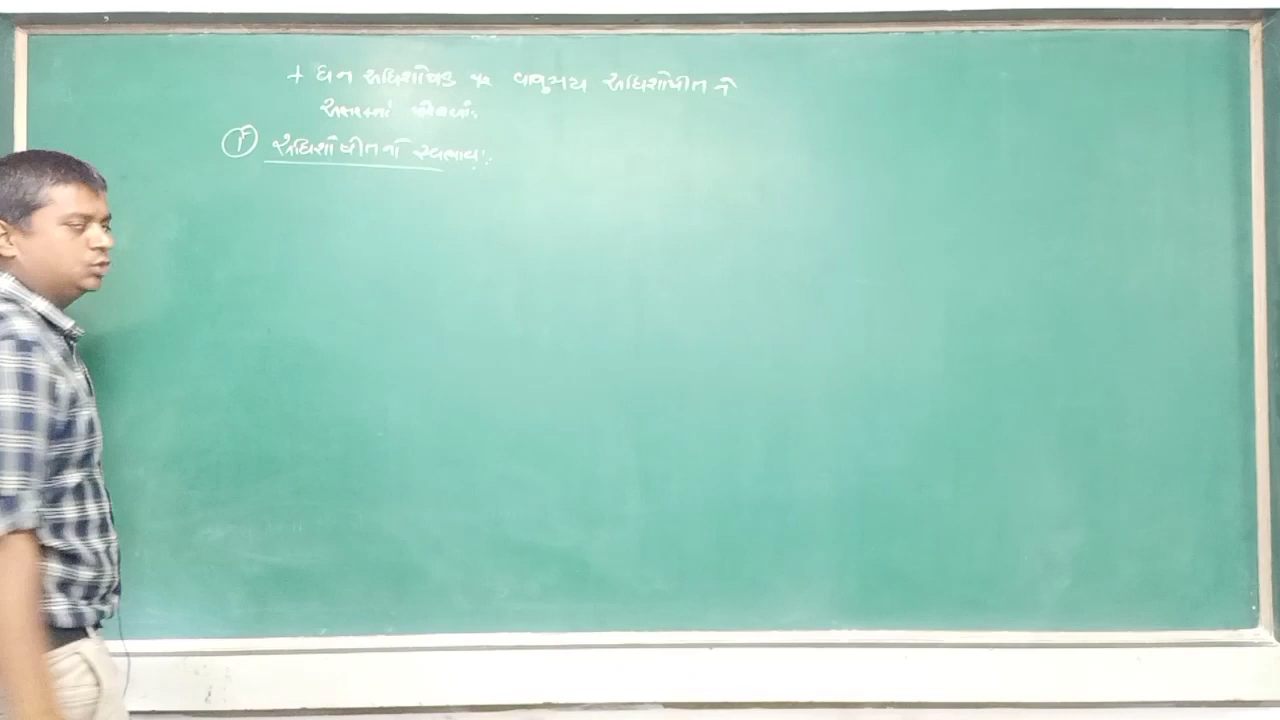 + ઘન અધિશોષક પર વાયુમય અધિશોષીત ને
અસરકર્તા પરીબળો:
① અધિશોષીતનો સ્વભાવ: